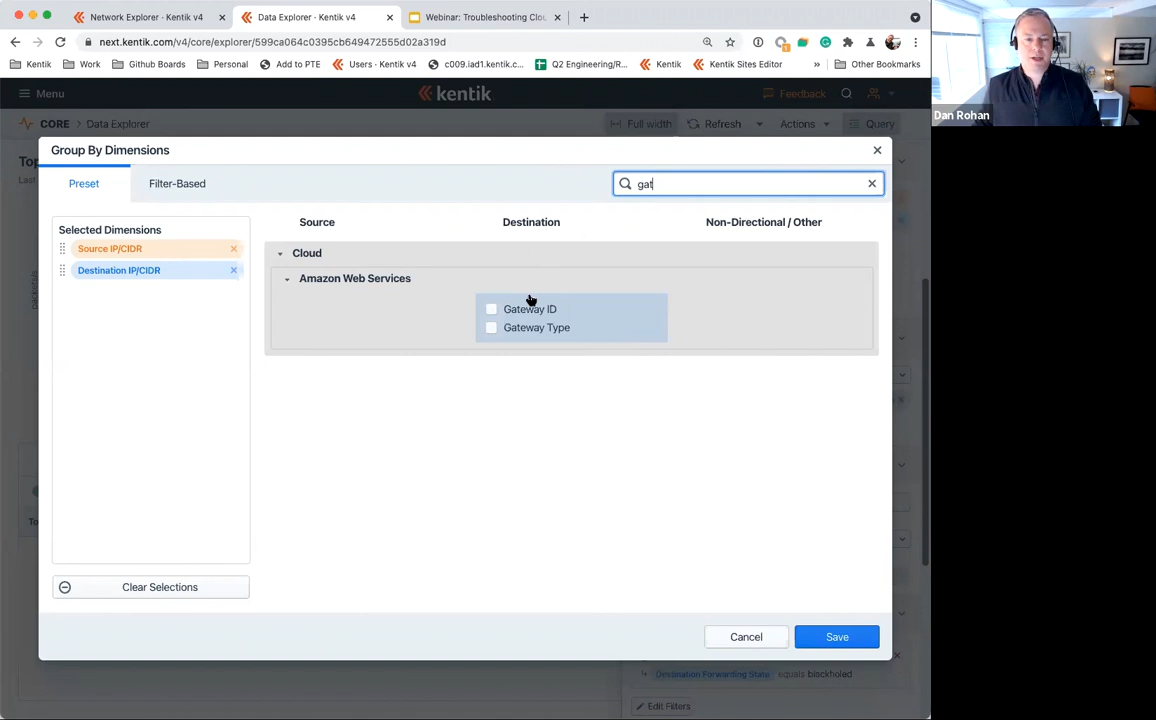 Network Explorer · Kentik v4
Data Explorer · Kentik v4
Webinar: Troubleshooting Clou
next.kentik.com/v4/core/explorer/599ca064c0395cb649472555d02a319d
Kentik
Work
Github Boards
Personal
Add to PTE
Users · Kentik v4
c009.iad1.kentik.c...
Q2 Engineering/R...
Kentik
Kentik Sites Editor
»
Other Bookmarks
Menu
kentik
Feedback
CORE > Data Explorer
Full width
Refresh
Actions
Query
Dan Rohan
Group By Dimensions
Preset
Filter-Based
gat
Selected Dimensions
Source IP/CIDR
Destination IP/CIDR
Source
Destination
Non-Directional / Other
Cloud
Amazon Web Services
Gateway ID
Gateway Type
Clear Selections
Cancel
Save
Destination Forwarding State equals blackholed
Edit Filters